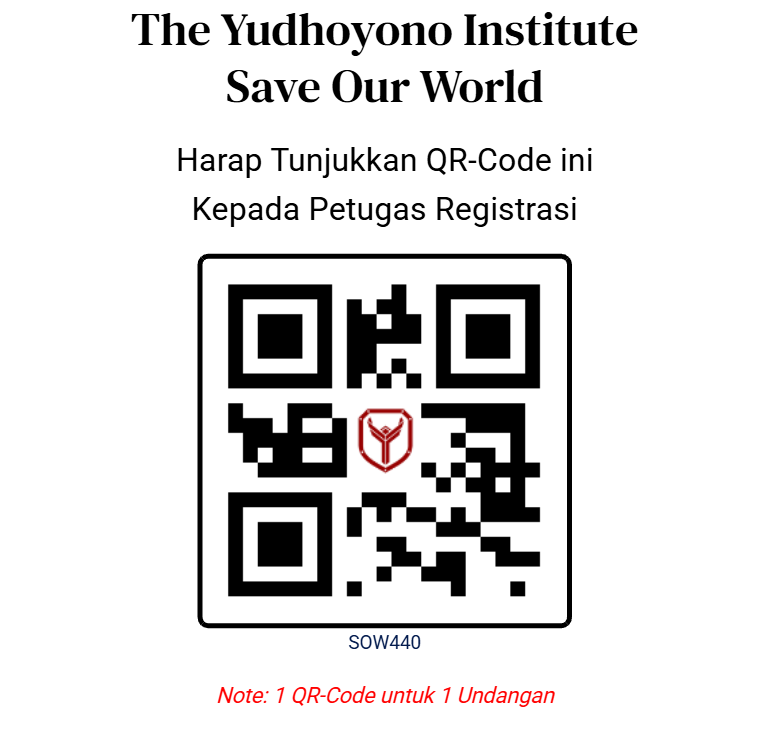 The Yudhoyono Institute
Save Our World
Harap Tunjukkan QR-Code ini
Kepada Petugas Registrasi
SOW440
Note: 1 QR-Code untuk 1 Undangan